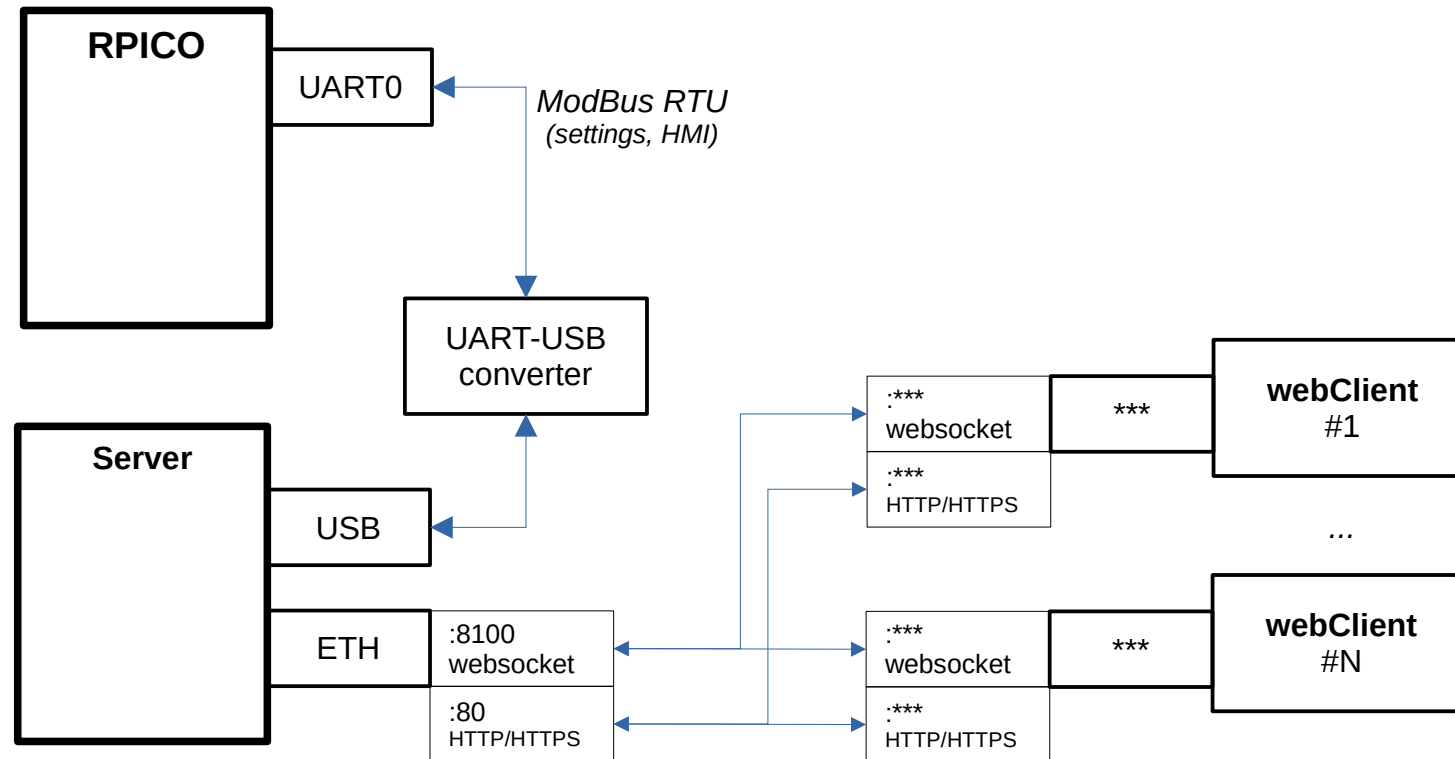 RPICO
UART0
ModBus RTU
(settings, HMI)
UART-USB
converter
Server
USB
ETH
:8100
websocket
:80
HTTP/HTTPS
:***
websocket
:***
HTTP/HTTPS
***
webClient
#1
...
:***
websocket
:***
HTTP/HTTPS
***
webClient
#N